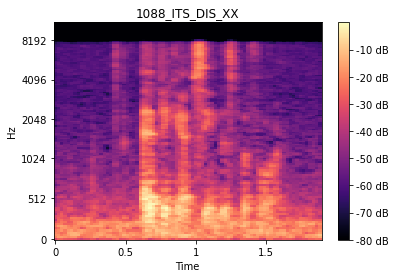 1088_ITS_DIS_XX
8192
4096
2048
1024
512
0
Hz
0
0.5
1
1.5
Time
-10 dB
-20 dB
-30 dB
-40 dB
-50 dB
-60 dB
-70 dB
-80 dB